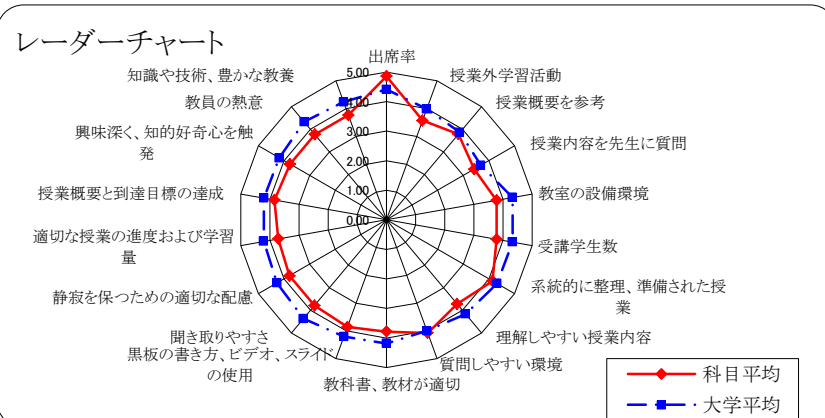 レーダーチャート
出席率
授業外学習活動
授業概要を参考
授業内容を先生に質問
教室の設備環境
受講学生数
系統的に整理、準備された授
業
理解しやすい授業内容
質問しやすい環境
教科書、教材が適切
黒板の書き方、ビデオ、スライド
の使用
聞き取りやすさ
静寂を保つための適切な配慮
適切な授業の進度および学習
量
授業概要と到達目標の達成
興味深く、知的好奇心を触
発
教員の熱意
知識や技術、豊かな教養
5.00
4.00
3.00
2.00
1.00
0.00
科目平均
大学平均